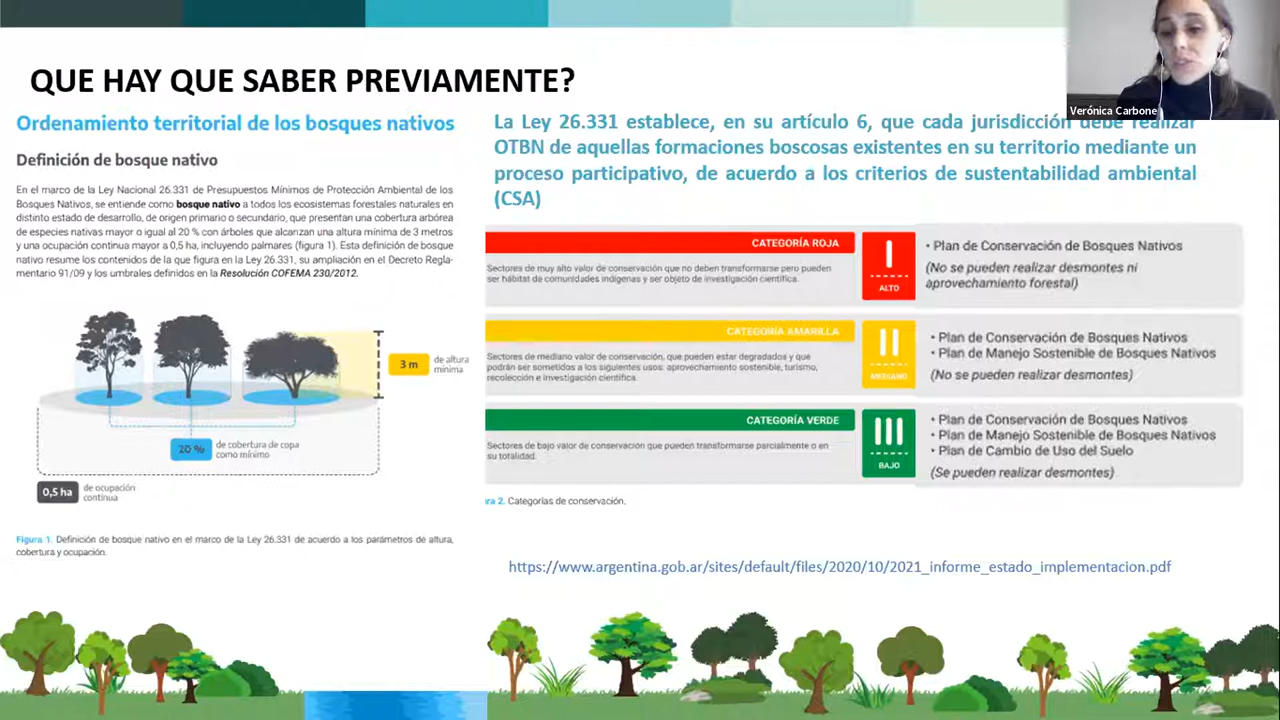 QUE HAY QUE SABER PREVIAMENTE?
Verónica Carbone
Ordenamiento territorial de los bosques nativos
Definición de bosque nativo
En el marco de la Ley Nacional 26.331 de Presupuestos Mínimos de Protección Ambiental de los
Bosques Nativos, se entiende como bosque nativo a todos los ecosistemas forestales naturales en
distinto estado de desarrollo, de origen primario o secundario, que presentan una cobertura arbórea
de especies nativas mayor o igual al 20 % con árboles que alcanzan una altura mínima de 3 metros
y una ocupación continua mayor a 0,5 ha, incluyendo palmares (figura 1). Esta definición de bosque
nativo resume los contenidos de la que figura en la Ley 26.331, su ampliación en el Decreto Regla-
mentario 91/09 y los umbrales definidos en la Resolución COFEMA 230/2012.
3 m
de altura
mínima
20 %
de cobertura de copa
como mínimo
0,5 ha
de ocupación
continua
Figura 1. Definición de bosque nativo en el marco de la Ley 26.331 de acuerdo a los parámetros de altura,
cobertura y ocupación.
La Ley 26.331 establece, en su artículo 6, que cada jurisdicción debe realizar
OTBN de aquellas formaciones boscosas existentes en su territorio mediante un
proceso participativo, de acuerdo a los criterios de sustentabilidad ambiental
(CSA)
CATEGORÍA ROJA
Sectores de muy alto valor de conservación que no deben transformarse pero pueden
ser hábitat de comunidades indígenas y ser objeto de investigación científica.
I
ALTO
• Plan de Conservación de Bosques Nativos
(No se pueden realizar desmontes ni
aprovechamiento forestal)
CATEGORÍA AMARILLA
Sectores de mediano valor de conservación, que pueden estar degradados y que
podrán ser sometidos a los siguientes usos: aprovechamiento sostenible, turismo,
recolección e investigación científica.
II
MEDIANO
• Plan de Conservación de Bosques Nativos
• Plan de Manejo Sostenible de Bosques Nativos
(No se pueden realizar desmontes)
CATEGORÍA VERDE
Sectores de bajo valor de conservación que pueden transformarse parcialmente o en
su totalidad.
III
BAJO
• Plan de Conservación de Bosques Nativos
• Plan de Manejo Sostenible de Bosques Nativos
• Plan de Cambio de Uso del Suelo
(Se pueden realizar desmontes)
ura 2. Categorías de conservación.
https://www.argentina.gob.ar/sites/default/files/2020/10/2021_informe_estado_implementacion.pdf